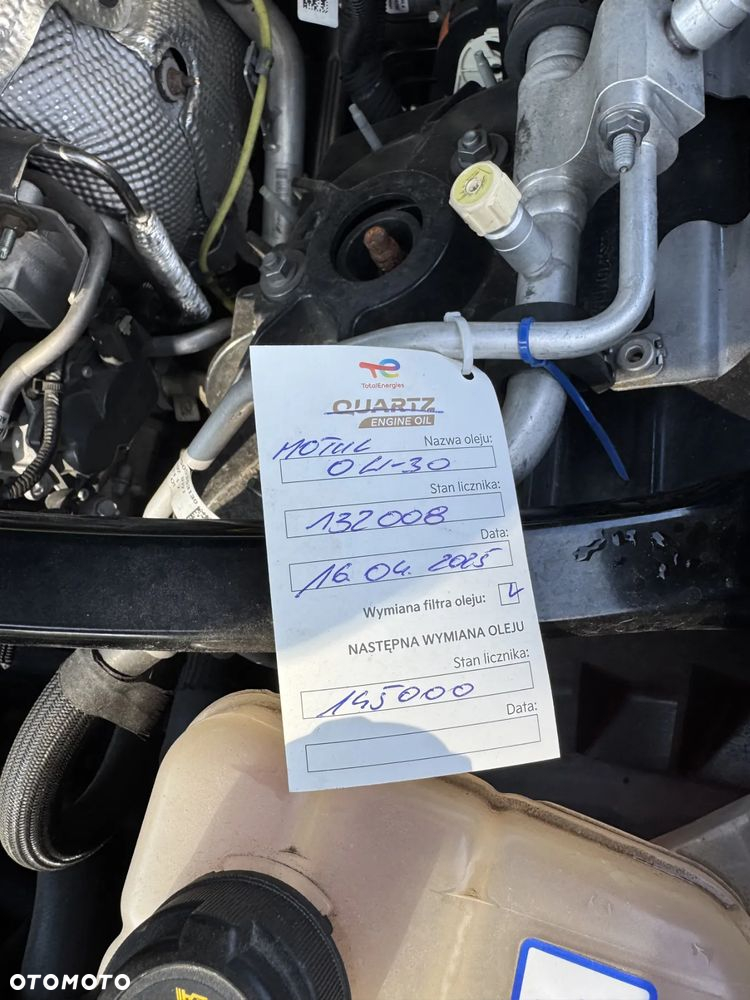 TotalEnergies
QUARTZ
ENGINE OIL
Nazwa oleju:
MOTUL
0W-30
Stan licznika:
132008
Data:
16.04.2025
Wymiana filtra oleju:
NASTĘPNA WYMIANA OLEJU
Stan licznika:
145000
Data:
OTOMOTO